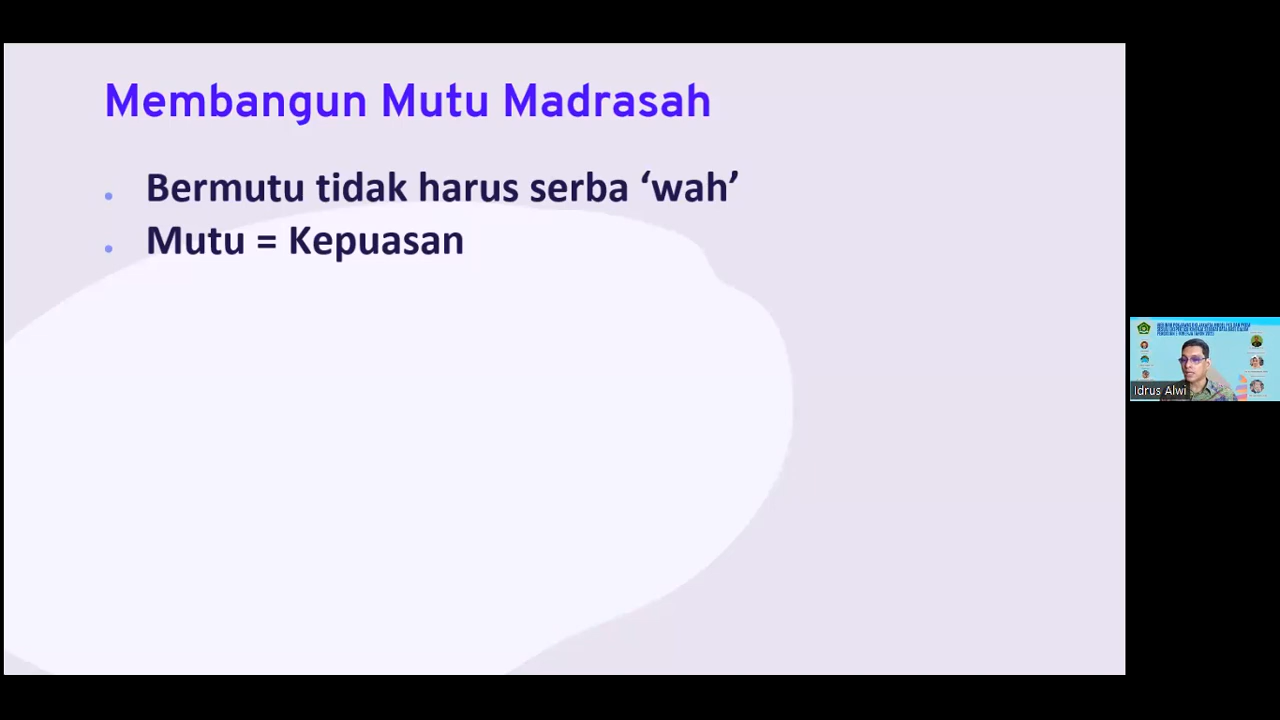 Membangun Mutu Madrasah
Bermutu tidak harus serba ‘wah’
Mutu = Kepuasan
Idrus Alwi